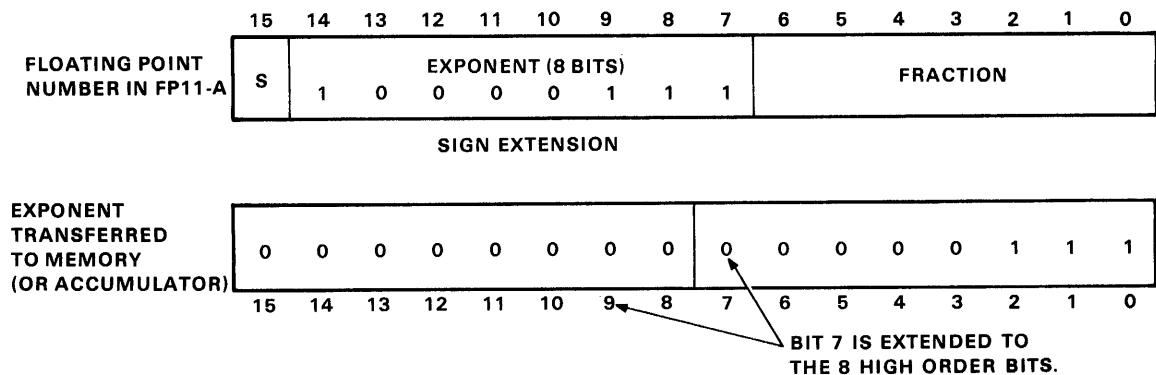 15 14 13 12 11 10 9 8 7 6 5 4 3 2 1 0
FLOATING POINT
NUMBER IN FP11-A
S
EXPONENT (8 BITS)
1 0 0 0 0 1 1 1
FRACTION
SIGN EXTENSION
EXPONENT
TRANSFERRED
TO MEMORY
(OR ACCUMULATOR)
0 0 0 0 0 0 0 0 0 0 0 0 0 1 1 1
15 14 13 12 11 10 9 8 7 6 5 4 3 2 1 0
BIT 7 IS EXTENDED TO
THE 8 HIGH ORDER BITS.